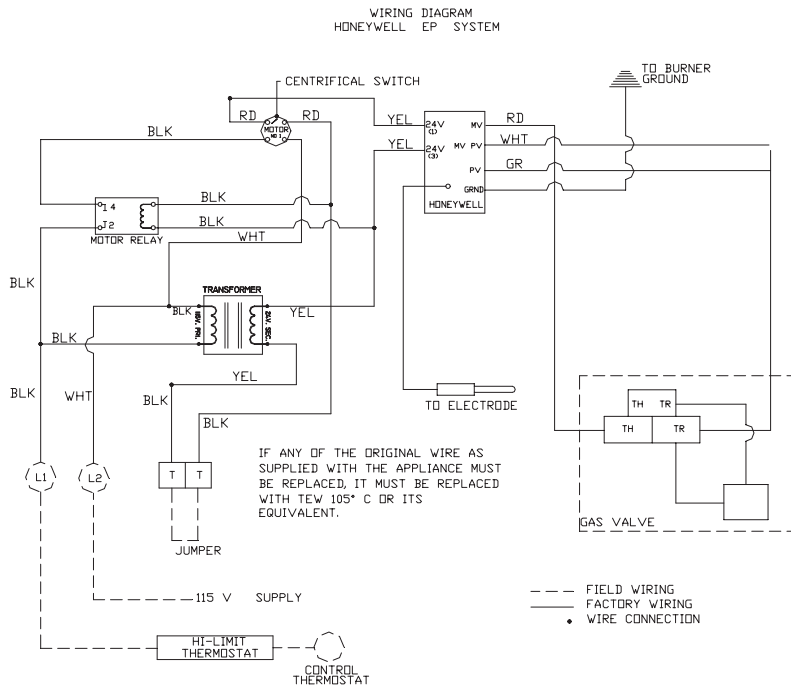 WIRING DIAGRAM
HONEYWELL EP SYSTEM
TO BURNER
GROUND
CENTRIFICAL SWITCH
RD
RD
MOTOR
NO 1
BLK
YEL
24V
(1)
MV
RD
YEL
24V
(3)
MV PV
WHT
PV
GR
GRND
HONEYWELL
I 4
J 2
MOTOR RELAY
BLK
BLK
WHT
BLK
TRANSFORMER
BLK
115V. PRI.
24V. SEC.
YEL
BLK
YEL
BLK
WHT
BLK
BLK
TO ELECTRODE
TH TR
TH TR
GAS VALVE
L1
L2
T T
JUMPER
IF ANY OF THE ORIGINAL WIRE AS
SUPPLIED WITH THE APPLIANCE MUST
BE REPLACED, IT MUST BE REPLACED
WITH TEW 105° C OR ITS
EQUIVALENT.
115 V SUPPLY
FIELD WIRING
FACTORY WIRING
WIRE CONNECTION
HI-LIMIT
THERMOSTAT
CONTROL
THERMOSTAT